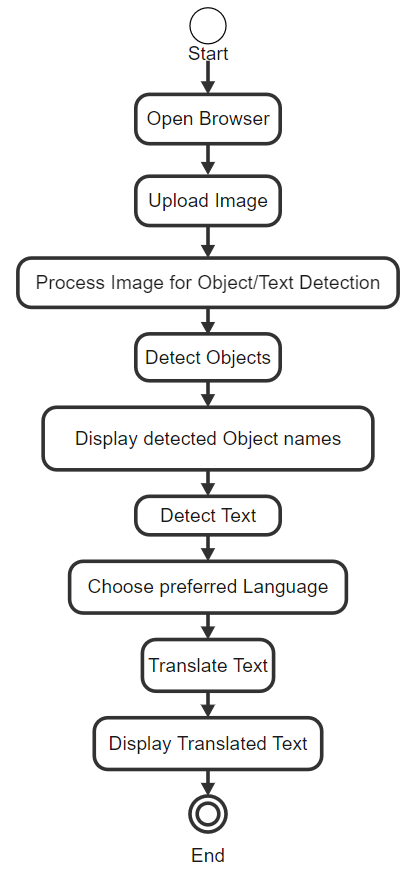 Start
Open Browser
Upload Image
Process Image for Object/Text Detection
Detect Objects
Display detected Object names
Detect Text
Choose preferred Language
Translate Text
Display Translated Text
End